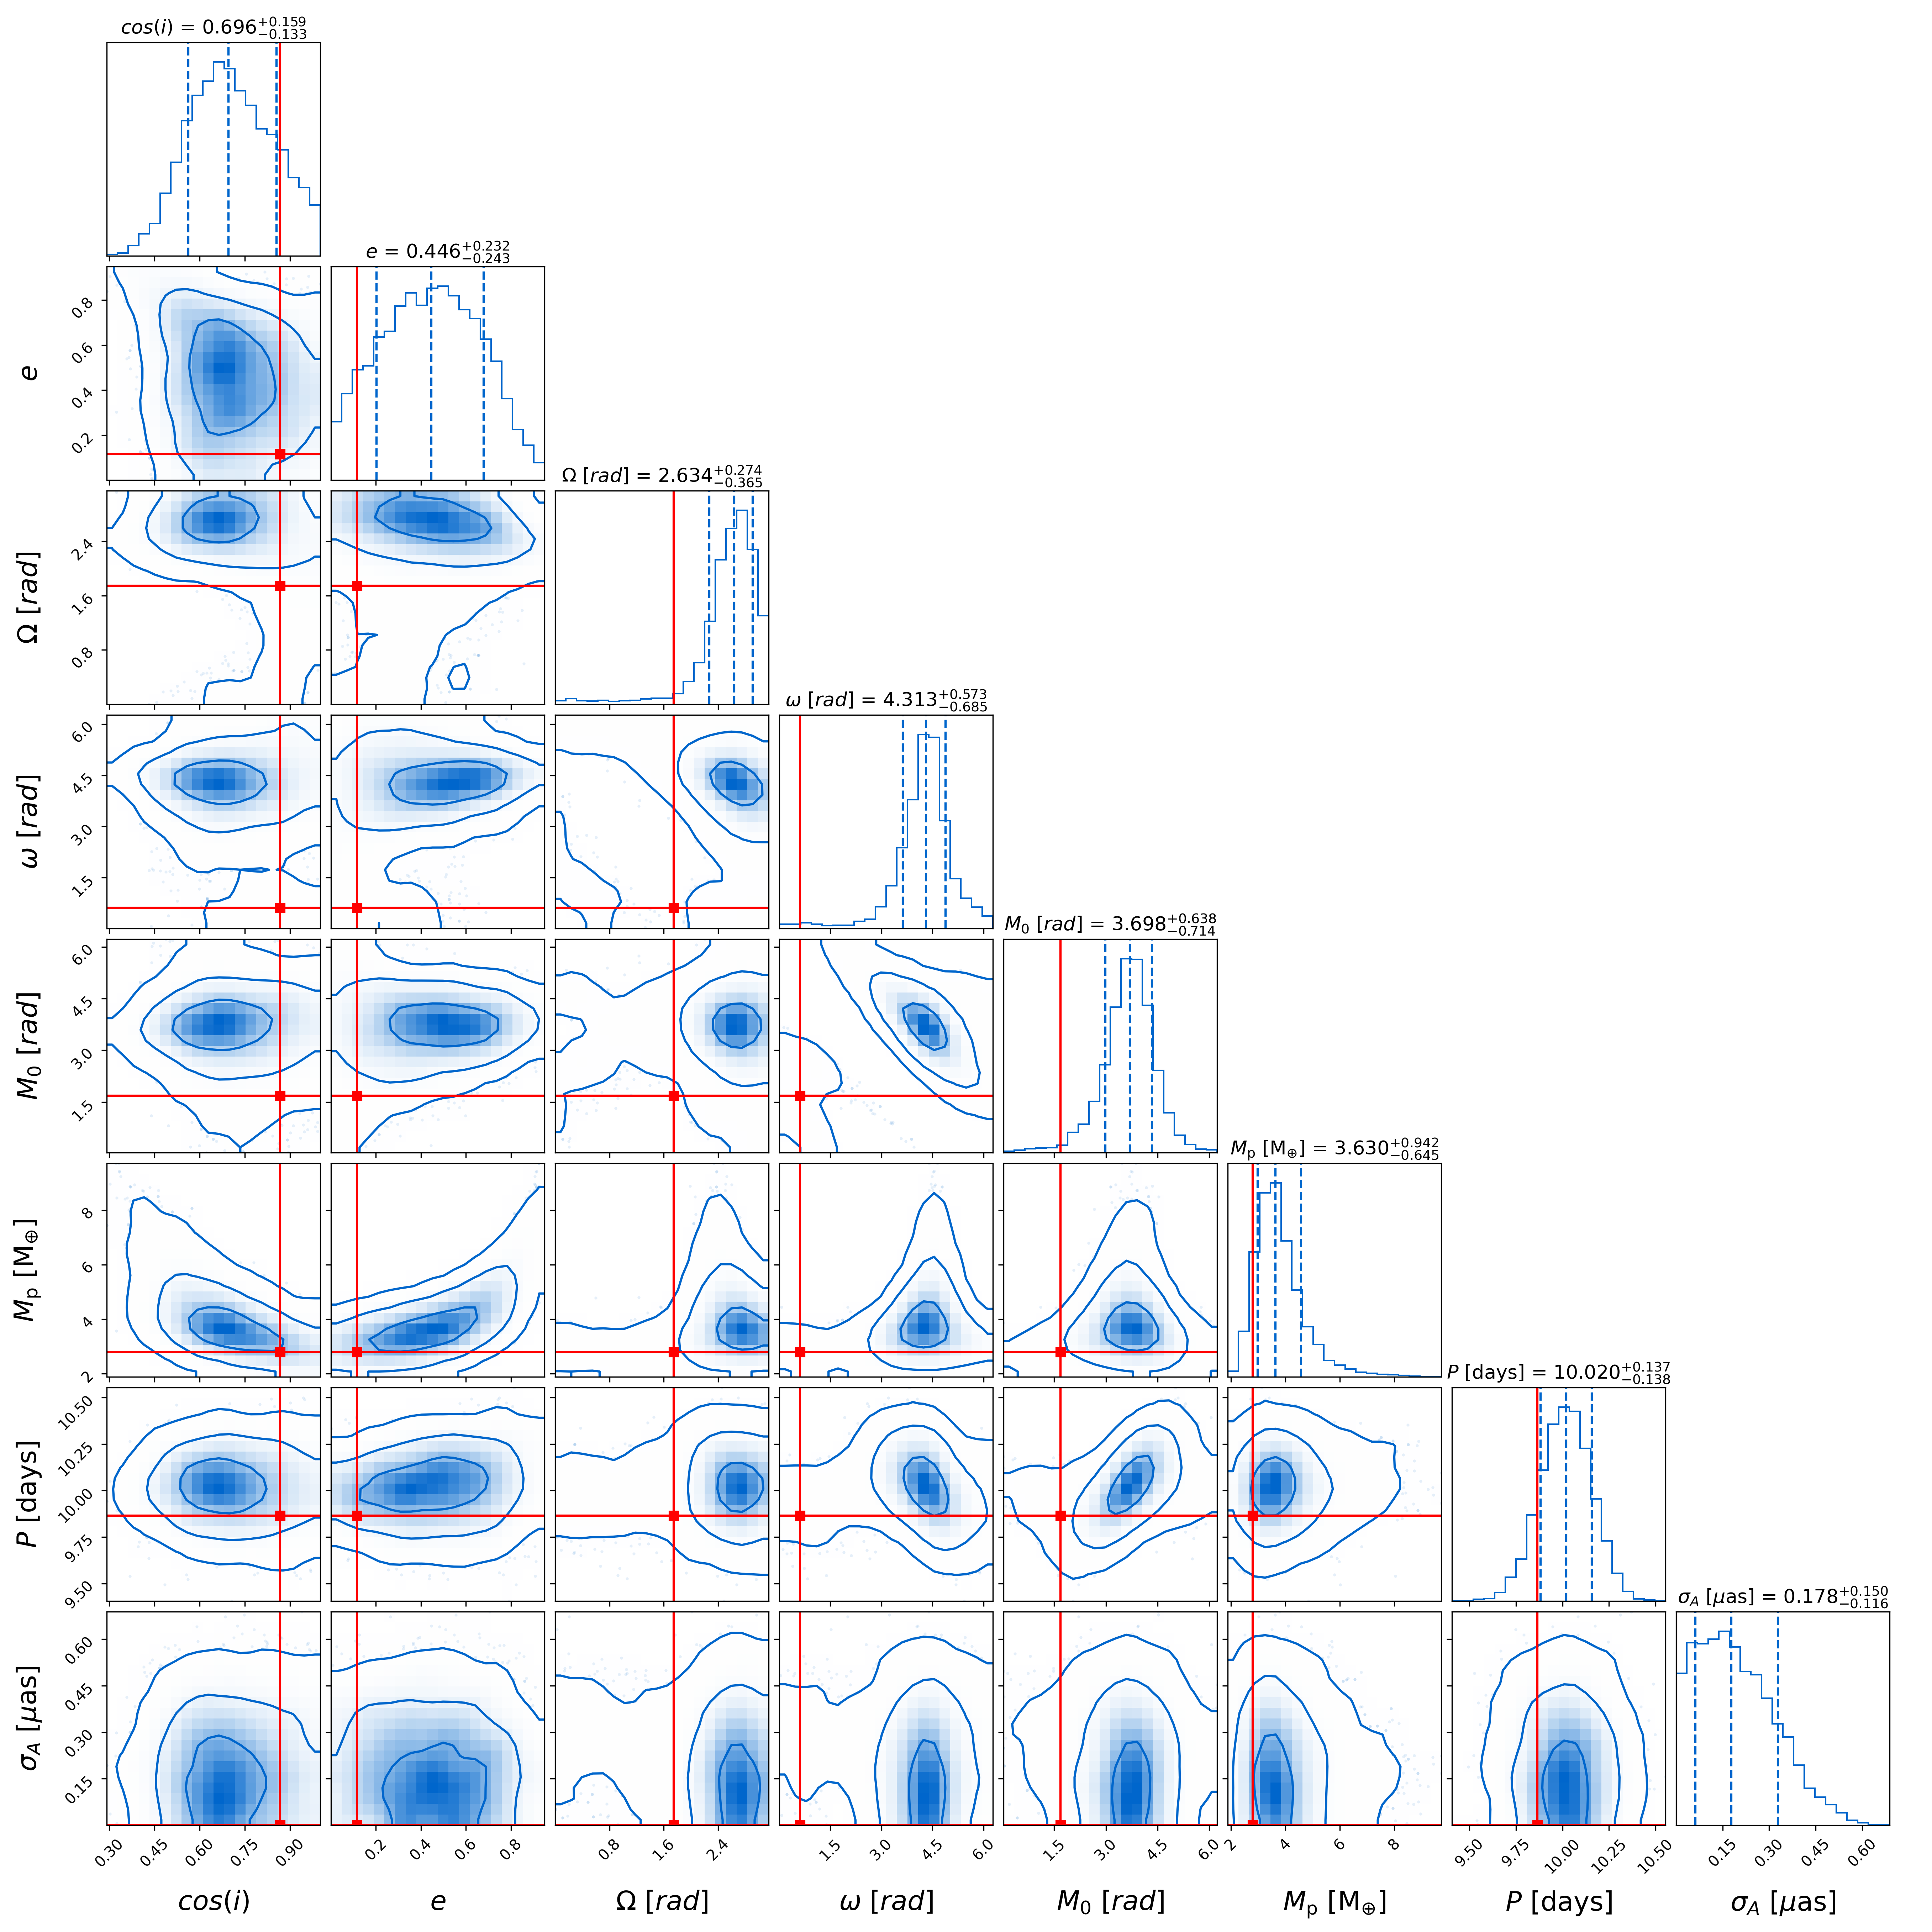 cos(i) = 0.696+0.159−0.133
e = 0.446+0.232−0.243
0.8
0.6
0.4
0.2
e
Ω [rad] = 2.634+0.274−0.365
2.4
1.6
0.8
Ω [rad]
ω [rad] = 4.313+0.573−0.685
6.0
4.5
3.0
1.5
ω [rad]
M0 [rad] = 3.698+0.638−0.714
6.0
4.5
3.0
1.5
M0 [rad]
Mp [M⊕] = 3.630+0.942−0.645
8
6
4
2
Mp [M⊕]
P [days] = 10.020+0.137−0.138
10.50
10.25
10.00
9.75
9.50
P [days]
σA [μas] = 0.178+0.150−0.116
0.60
0.45
0.30
0.15
σA [μas]
0.30 0.45 0.60 0.75 0.90 0.2 0.4 0.6 0.8 0.8 1.6 2.4 1.5 3.0 4.5 6.0 1.5 3.0 4.5 6.0 2 4 6 8 9.50 9.75 10.00 10.25 10.50 0.15 0.30 0.45 0.60
cos(i) e Ω [rad] ω [rad] M0 [rad] Mp [M⊕] P [days] σA [μas]